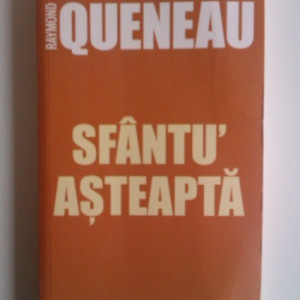 RAYMOND
QUENEAU
SFÂNTU'
AȘTEAPTĂ